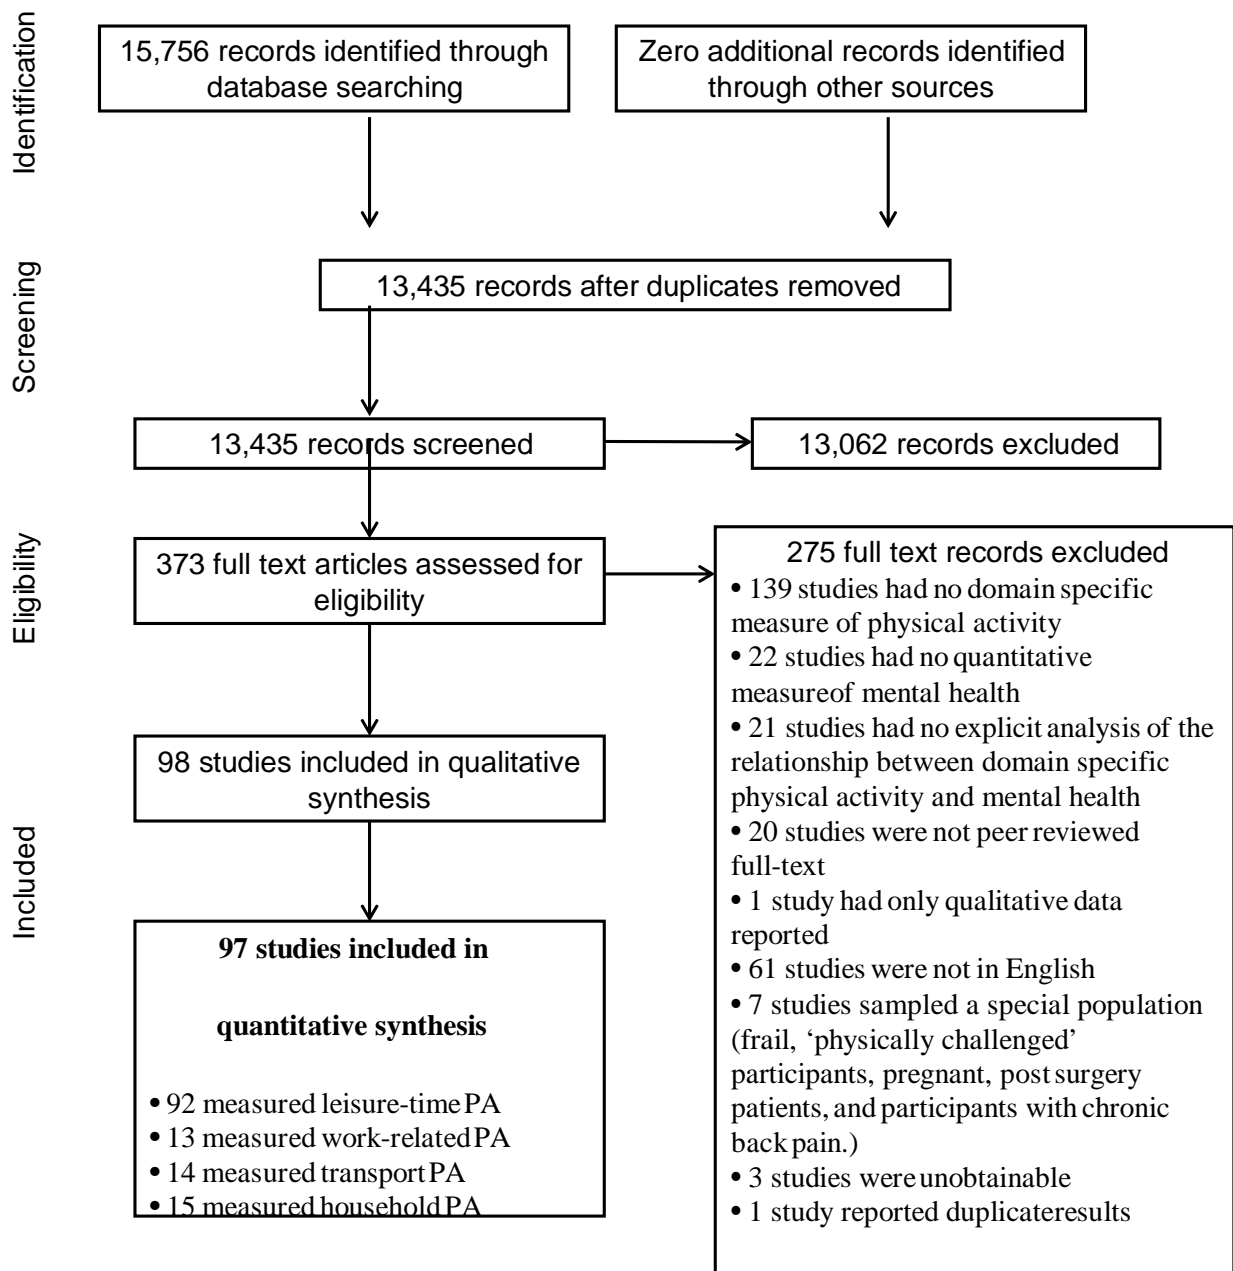 Identification
15,756 records identified through
database searching
Zero additional records identified
through other sources
Screening
13,435 records after duplicates removed
13,435 records screened
13,062 records excluded
Eligibility
373 full text articles assessed for
eligibility
275 full text records excluded
• 139 studies had no domain specific
measure of physical activity
• 22 studies had no quantitative
measureof mental health
• 21 studies had no explicit analysis of the
relationship between domain specific
physical activity and mental health
• 20 studies were not peer reviewed
full-text
• 1 study had only qualitative data
reported
• 61 studies were not in English
• 7 studies sampled a special population
(frail, ‘physically challenged’
participants, pregnant, post surgery
patients, and participants with chronic
back pain.)
• 3 studies were unobtainable
• 1 study reported duplicateresults
Included
98 studies included in qualitative
synthesis
97 studies included in
quantitative synthesis
• 92 measured leisure-time PA
• 13 measured work-related PA
• 14 measured transport PA
• 15 measured household PA